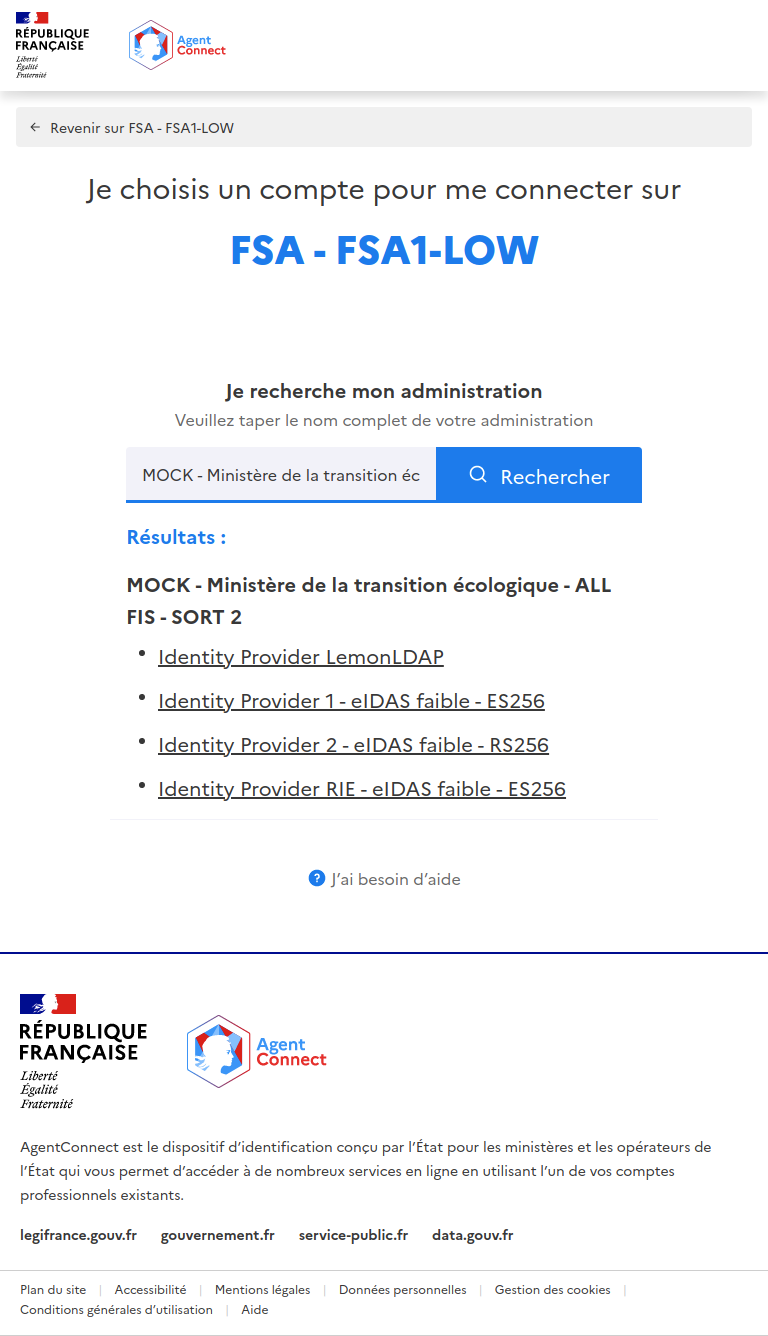 RÉPUBLIQUE
FRANÇAISE
Liberté
Égalité
Fraternité
Agent
Connect
Revenir sur FSA - FSA1-LOW
Je choisis un compte pour me connecter sur
FSA - FSA1-LOW
Je recherche mon administration
Veuillez taper le nom complet de votre administration
MOCK - Ministère de la transition éc
Rechercher
Résultats :
MOCK - Ministère de la transition écologique - ALL
FIS - SORT 2
• Identity Provider LemonLDAP
• Identity Provider 1 - eIDAS faible - ES256
• Identity Provider 2 - eIDAS faible - RS256
• Identity Provider RIE - eIDAS faible - ES256
J’ai besoin d’aide
RÉPUBLIQUE
FRANÇAISE
Liberté
Égalité
Fraternité
Agent
Connect
AgentConnect est le dispositif d’identification conçu par l’État pour les ministères et les opérateurs de
l’État qui vous permet d’accéder à de nombreux services en ligne en utilisant l’un de vos comptes
professionnels existants.
legifrance.gouv.fr gouvernement.fr service-public.fr data.gouv.fr
Plan du site | Accessibilité | Mentions légales | Données personnelles | Gestion des cookies |
Conditions générales d’utilisation | Aide